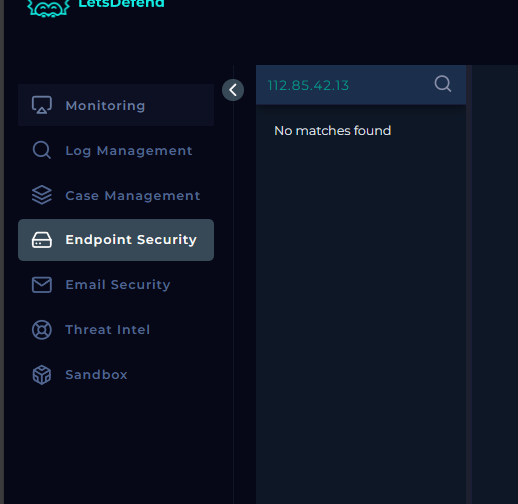 LetsDefend
Monitoring
Log Management
Case Management
Endpoint Security
Email Security
Threat Intel
Sandbox
112.85.42.13
No matches found